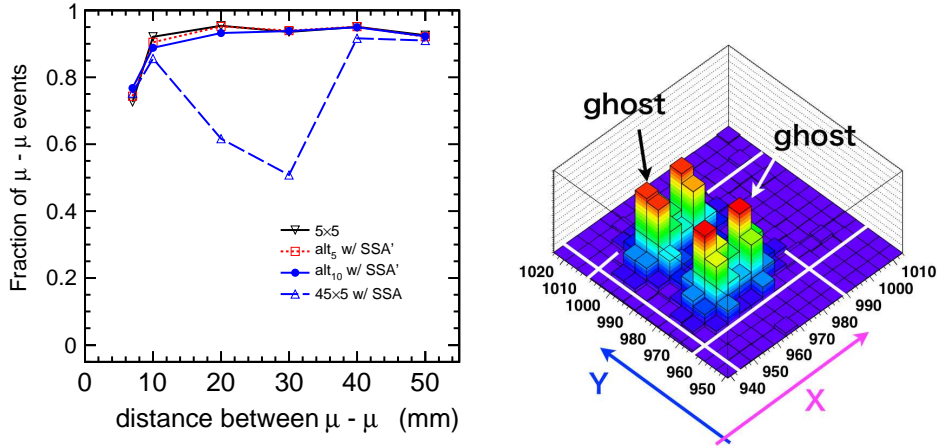 Fraction of μ - μ events
1
0.8
0.6
0.4
0.2
0
0 10 20 30 40 50
distance between μ - μ (mm)
5×5
alt5 w/ SSA'
alt10 w/ SSA'
45×5 w/ SSA
ghost
ghost
1020
1010
1000
990
980
970
960
950
940
950
960
970
980
990
1000
1010
Y
X